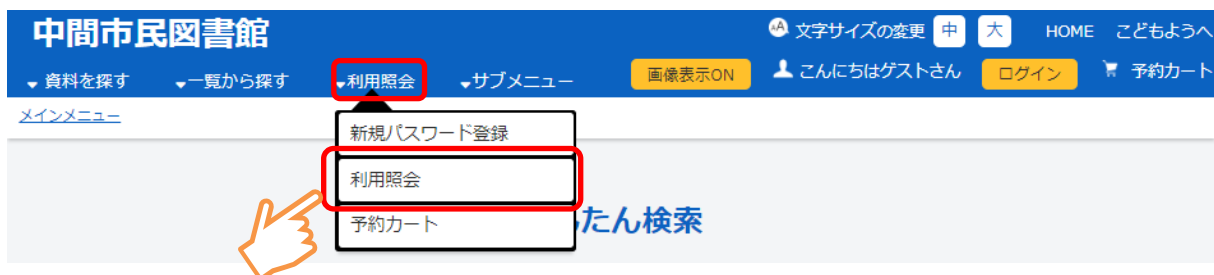 中間市民図書館
文字サイズの変更 中 大 HOME こどもようへ
資料を探す 一覧から探す 利用照会 サブメニュー 画像表示ON こんにちはゲストさん ログイン 予約カート
メインメニュー
新規パスワード登録
利用照会
予約カート
たん検索